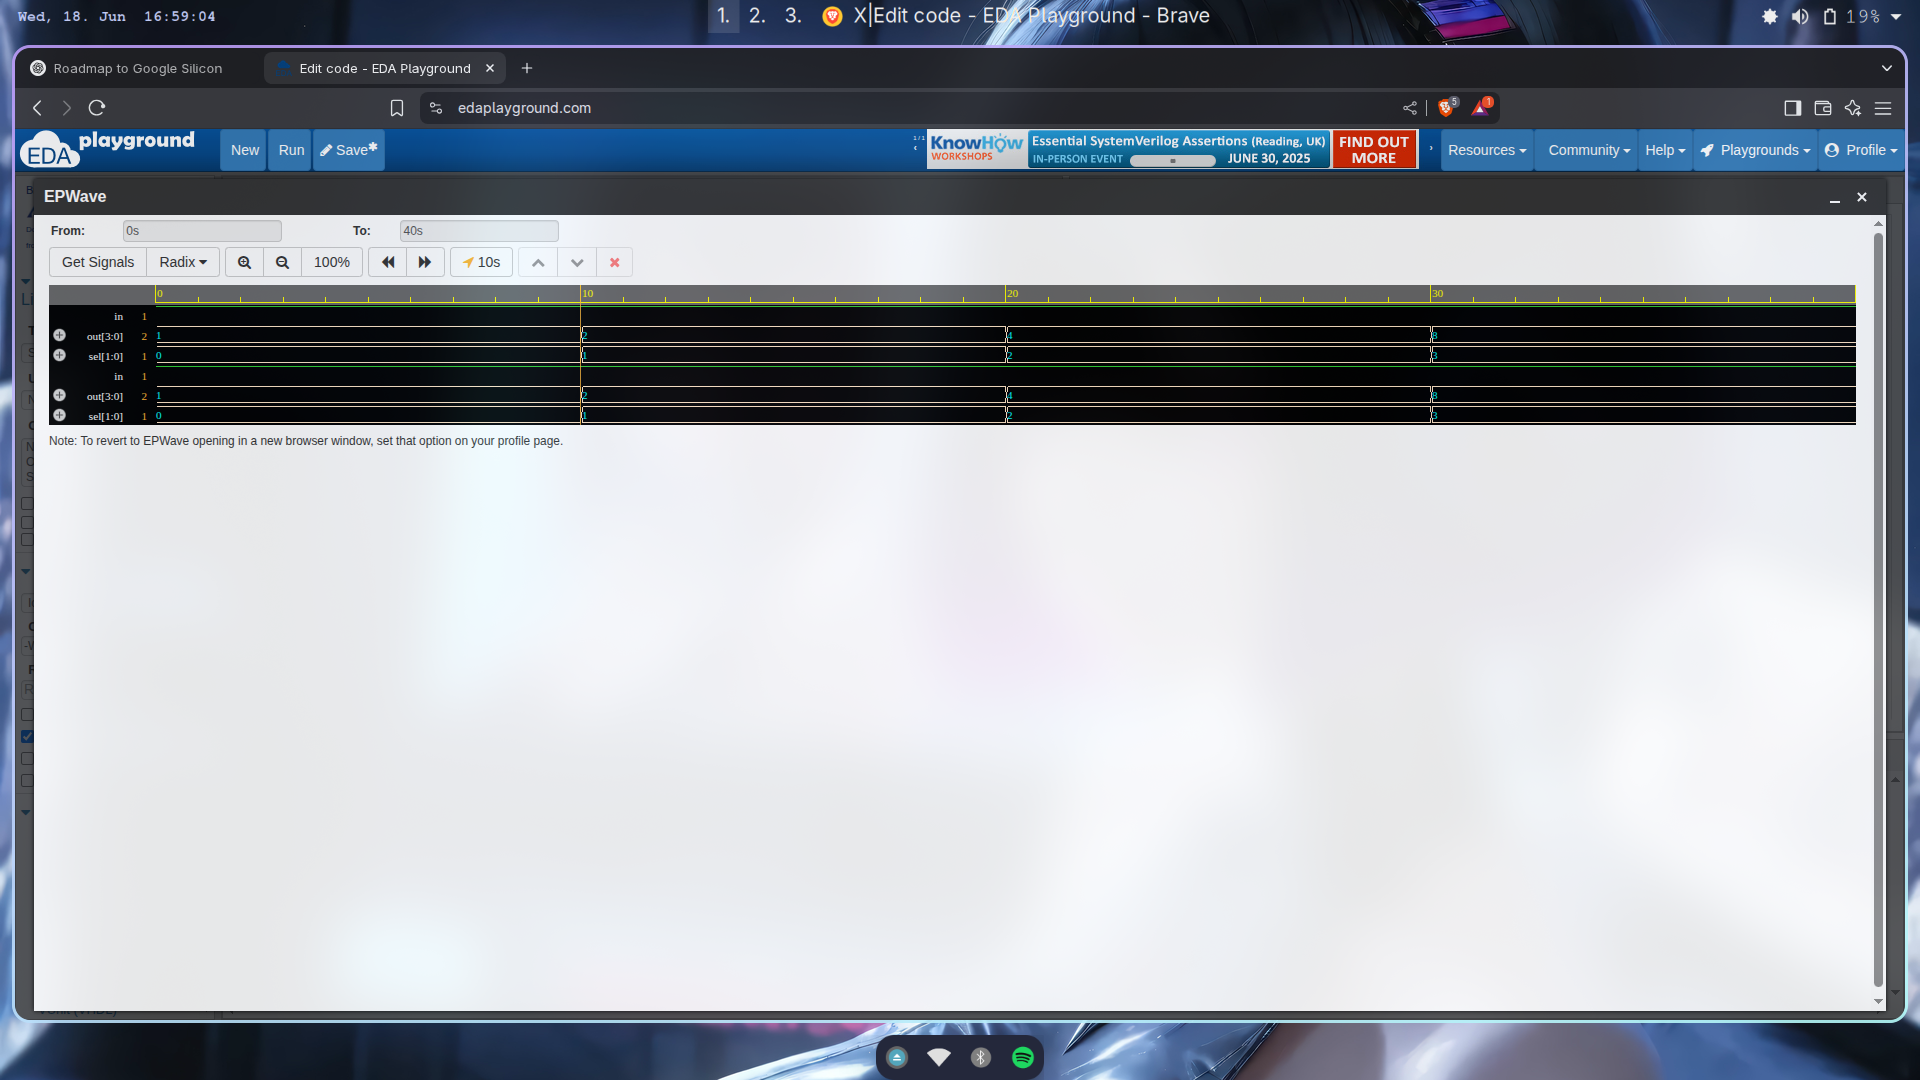 Wed, 18. Jun 16:59:04
1. 2. 3. X|Edit code - EDA Playground - Brave
19%
Roadmap to Google Silicon
Edit code - EDA Playground
edaplayground.com
5
1
EDA playground
New
Run
Save*
1 / 1
KnowHow
WORKSHOPS
Essential SystemVerilog Assertions (Reading, UK)
IN-PERSON EVENT
JUNE 30, 2025
FIND OUT
MORE
Resources
Community
Help
Playgrounds
Profile
EPWave
From: 0s To: 40s
Get Signals Radix 100% 10s
0 10 20 30
in 1
out[3:0] 2 1 2 4 8
sel[1:0] 1 0 1 2 3
in 1
out[3:0] 2 1 2 4 8
sel[1:0] 1 0 1 2 3
Note: To revert to EPWave opening in a new browser window, set that option on your profile page.